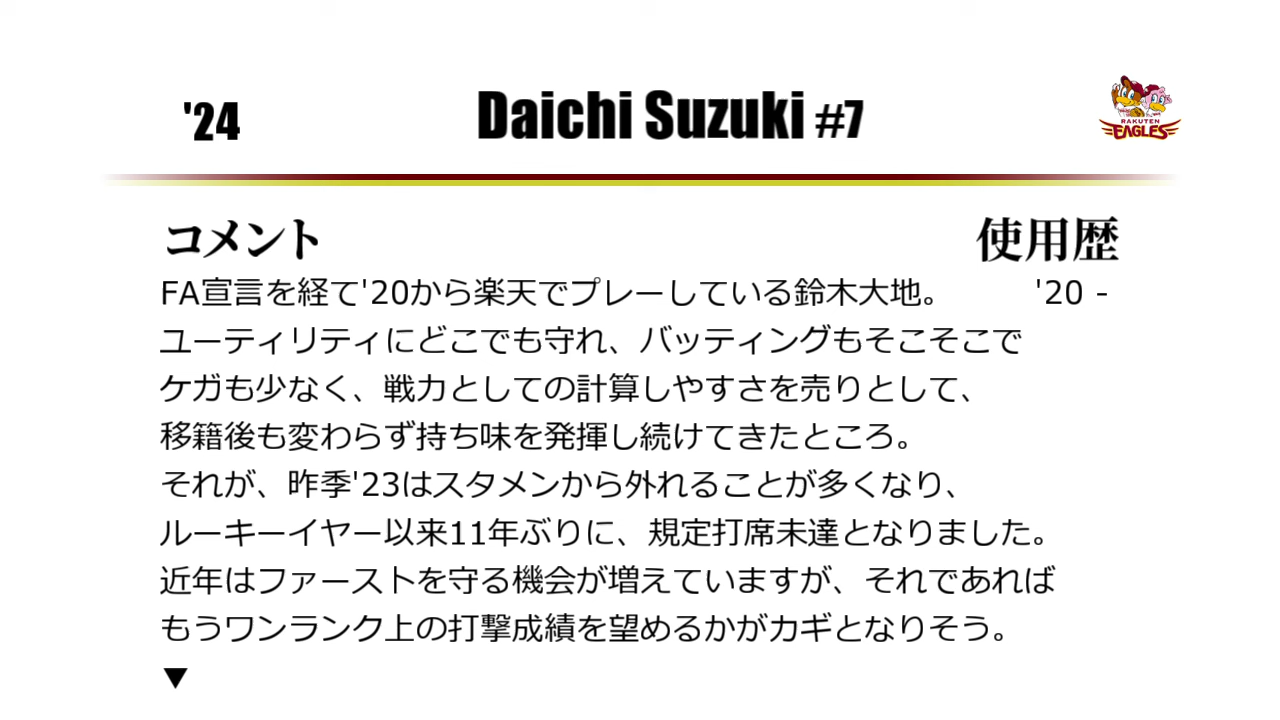 '24
Daichi Suzuki #7
RAKUTEN
EAGLES
コメント
使用歴
FA宣言を経て'20から楽天でプレーしている鈴木大地。
'20 -
ユーティリティにどこでも守れ、バッティングもそこそこで
ケガも少なく、戦力としての計算しやすさを売りとして、
移籍後も変わらず持ち味を発揮し続けてきたところ。
それが、昨季'23はスタメンから外れることが多くなり、
ルーキーイヤー以来11年ぶりに、規定打席未達となりました。
近年はファーストを守る機会が増えていますが、それであれば
もうワンランク上の打撃成績を望めるかがカギとなりそう。
▼